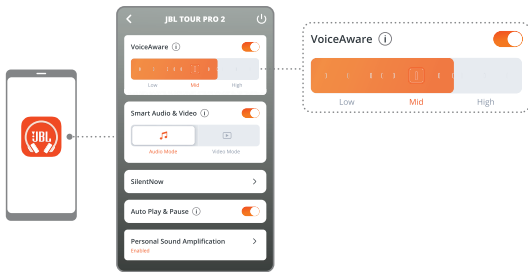 JBL
JBL TOUR PRO 2
VoiceAware i
Low Mid High
Smart Audio & Video i
Audio Mode Video Mode
SilentNow
Auto Play & Pause i
Personal Sound Amplification
Enabled
VoiceAware i
Low Mid High